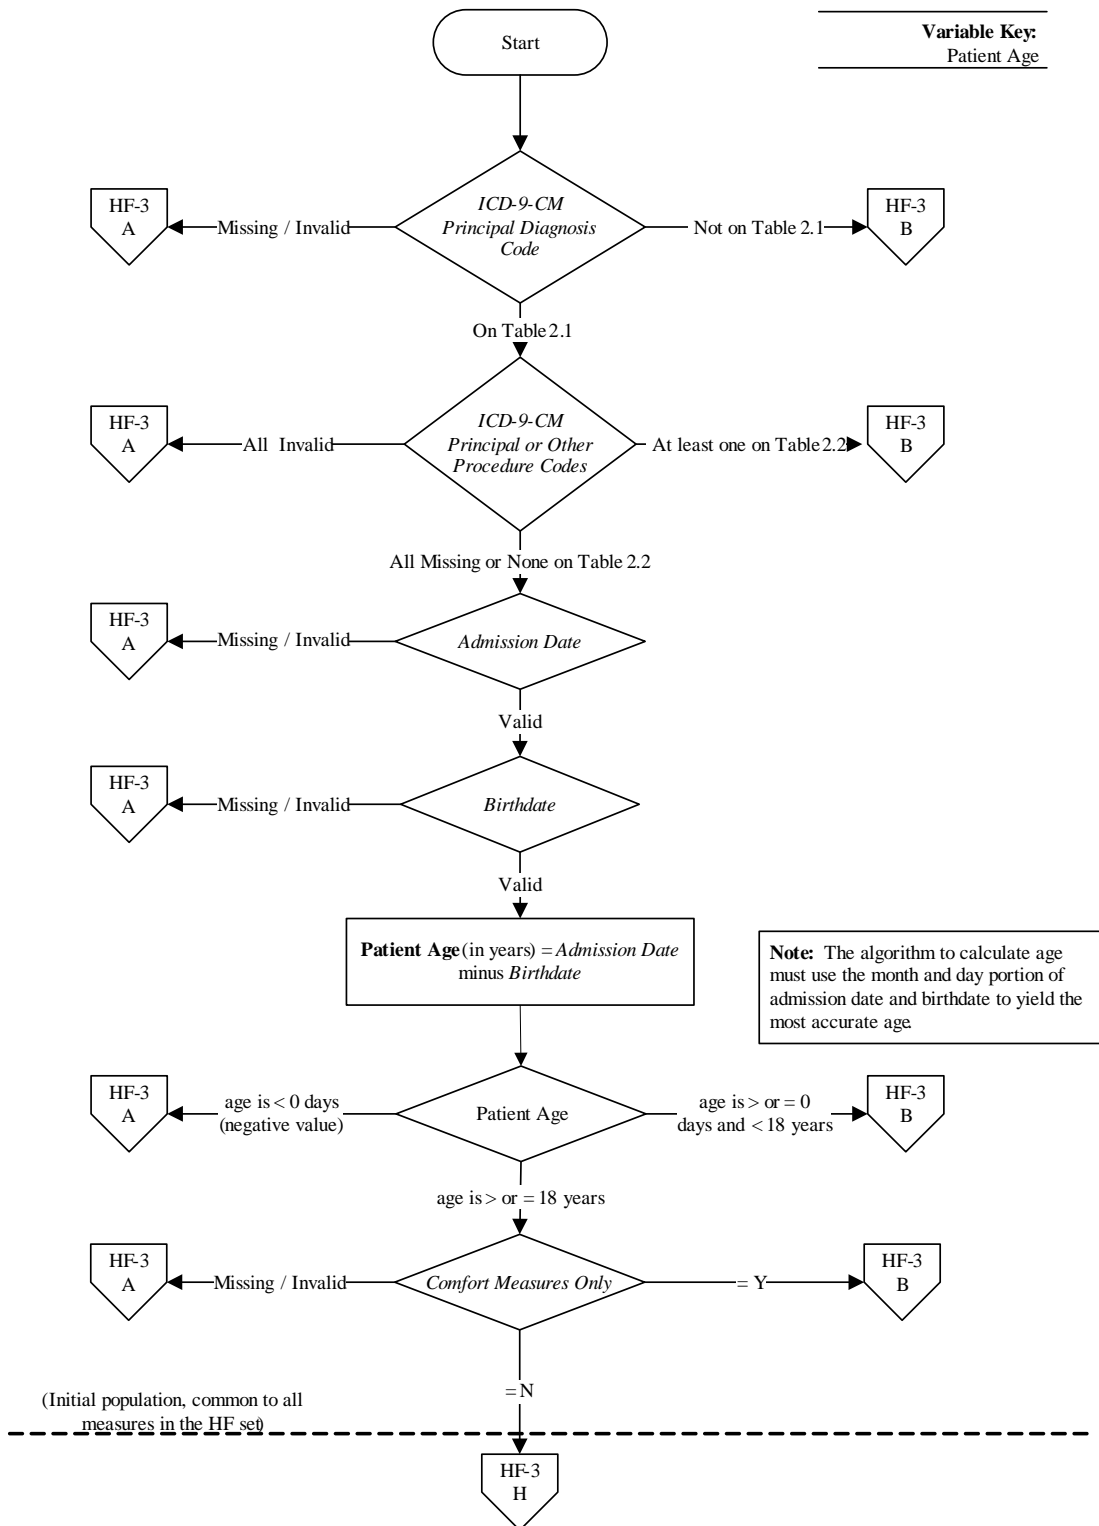 Start
Variable Key:
Patient Age
HF-3
A
Missing / Invalid
ICD-9-CM
Principal Diagnosis
Code
Not on Table 2.1
HF-3
B
On Table 2.1
HF-3
A
All Invalid
ICD-9-CM
Principal or Other
Procedure Codes
At least one on Table 2.2
HF-3
B
All Missing or None on Table 2.2
HF-3
A
Missing / Invalid
Admission Date
Valid
HF-3
A
Missing / Invalid
Birthdate
Valid
Patient Age (in years) = Admission Date
minus Birthdate
Note: The algorithm to calculate age
must use the month and day portion of
admission date and birthdate to yield the
most accurate age.
HF-3
A
age is < 0 days
(negative value)
Patient Age
age is > or = 0
days and < 18 years
HF-3
B
age is > or = 18 years
HF-3
A
Missing / Invalid
Comfort Measures Only
= Y
HF-3
B
= N
(Initial population, common to all
measures in the HF set)
HF-3
H